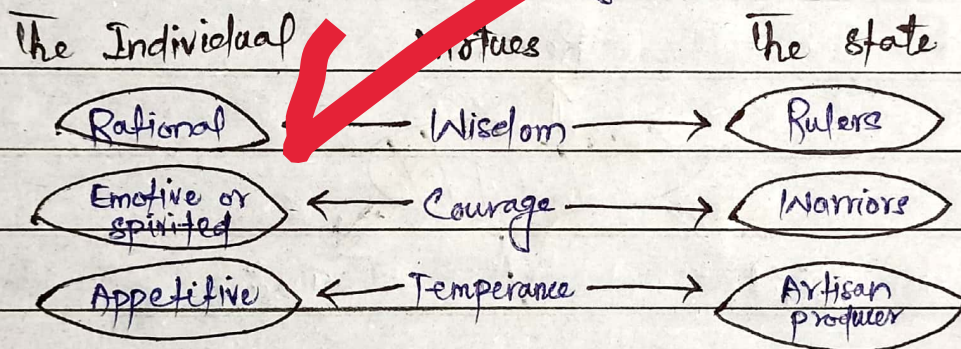 The Individual Virtues The state
Rational Wisdom Rulers
Emotive or spirited Courage Warriors
Appetitive Temperance Artisan producer